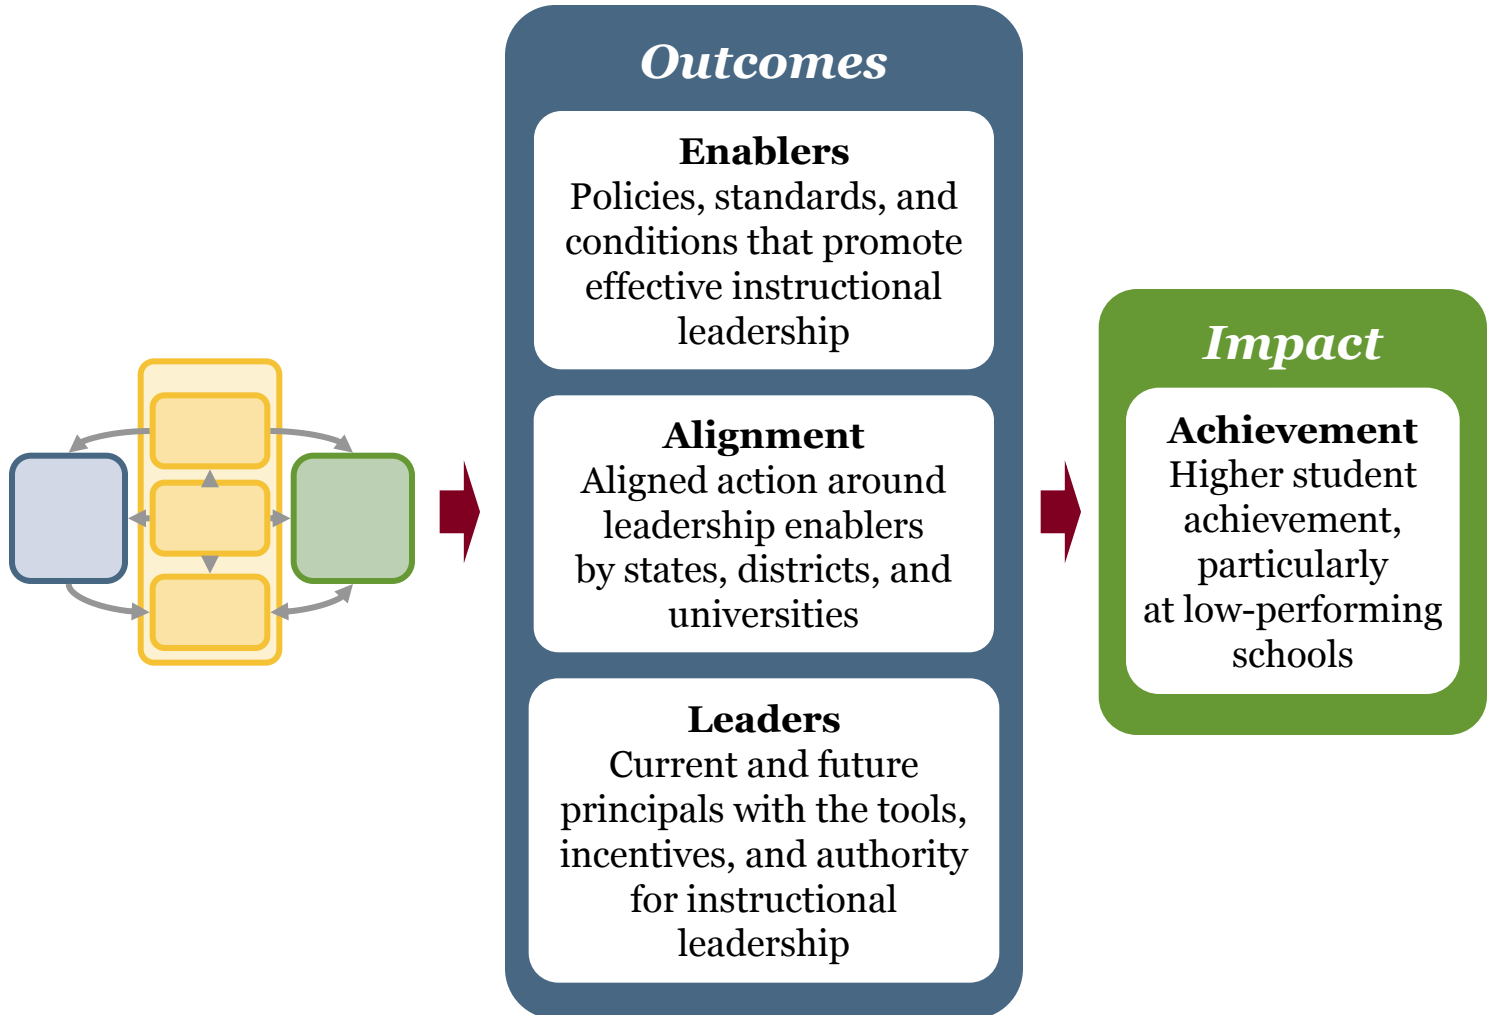 Outcomes
Enablers
Policies, standards, and
conditions that promote
effective instructional
leadership
Alignment
Aligned action around
leadership enablers
by states, districts, and
universities
Leaders
Current and future
principals with the tools,
incentives, and authority
for instructional
leadership
Impact
Achievement
Higher student
achievement,
particularly
at low-performing
schools